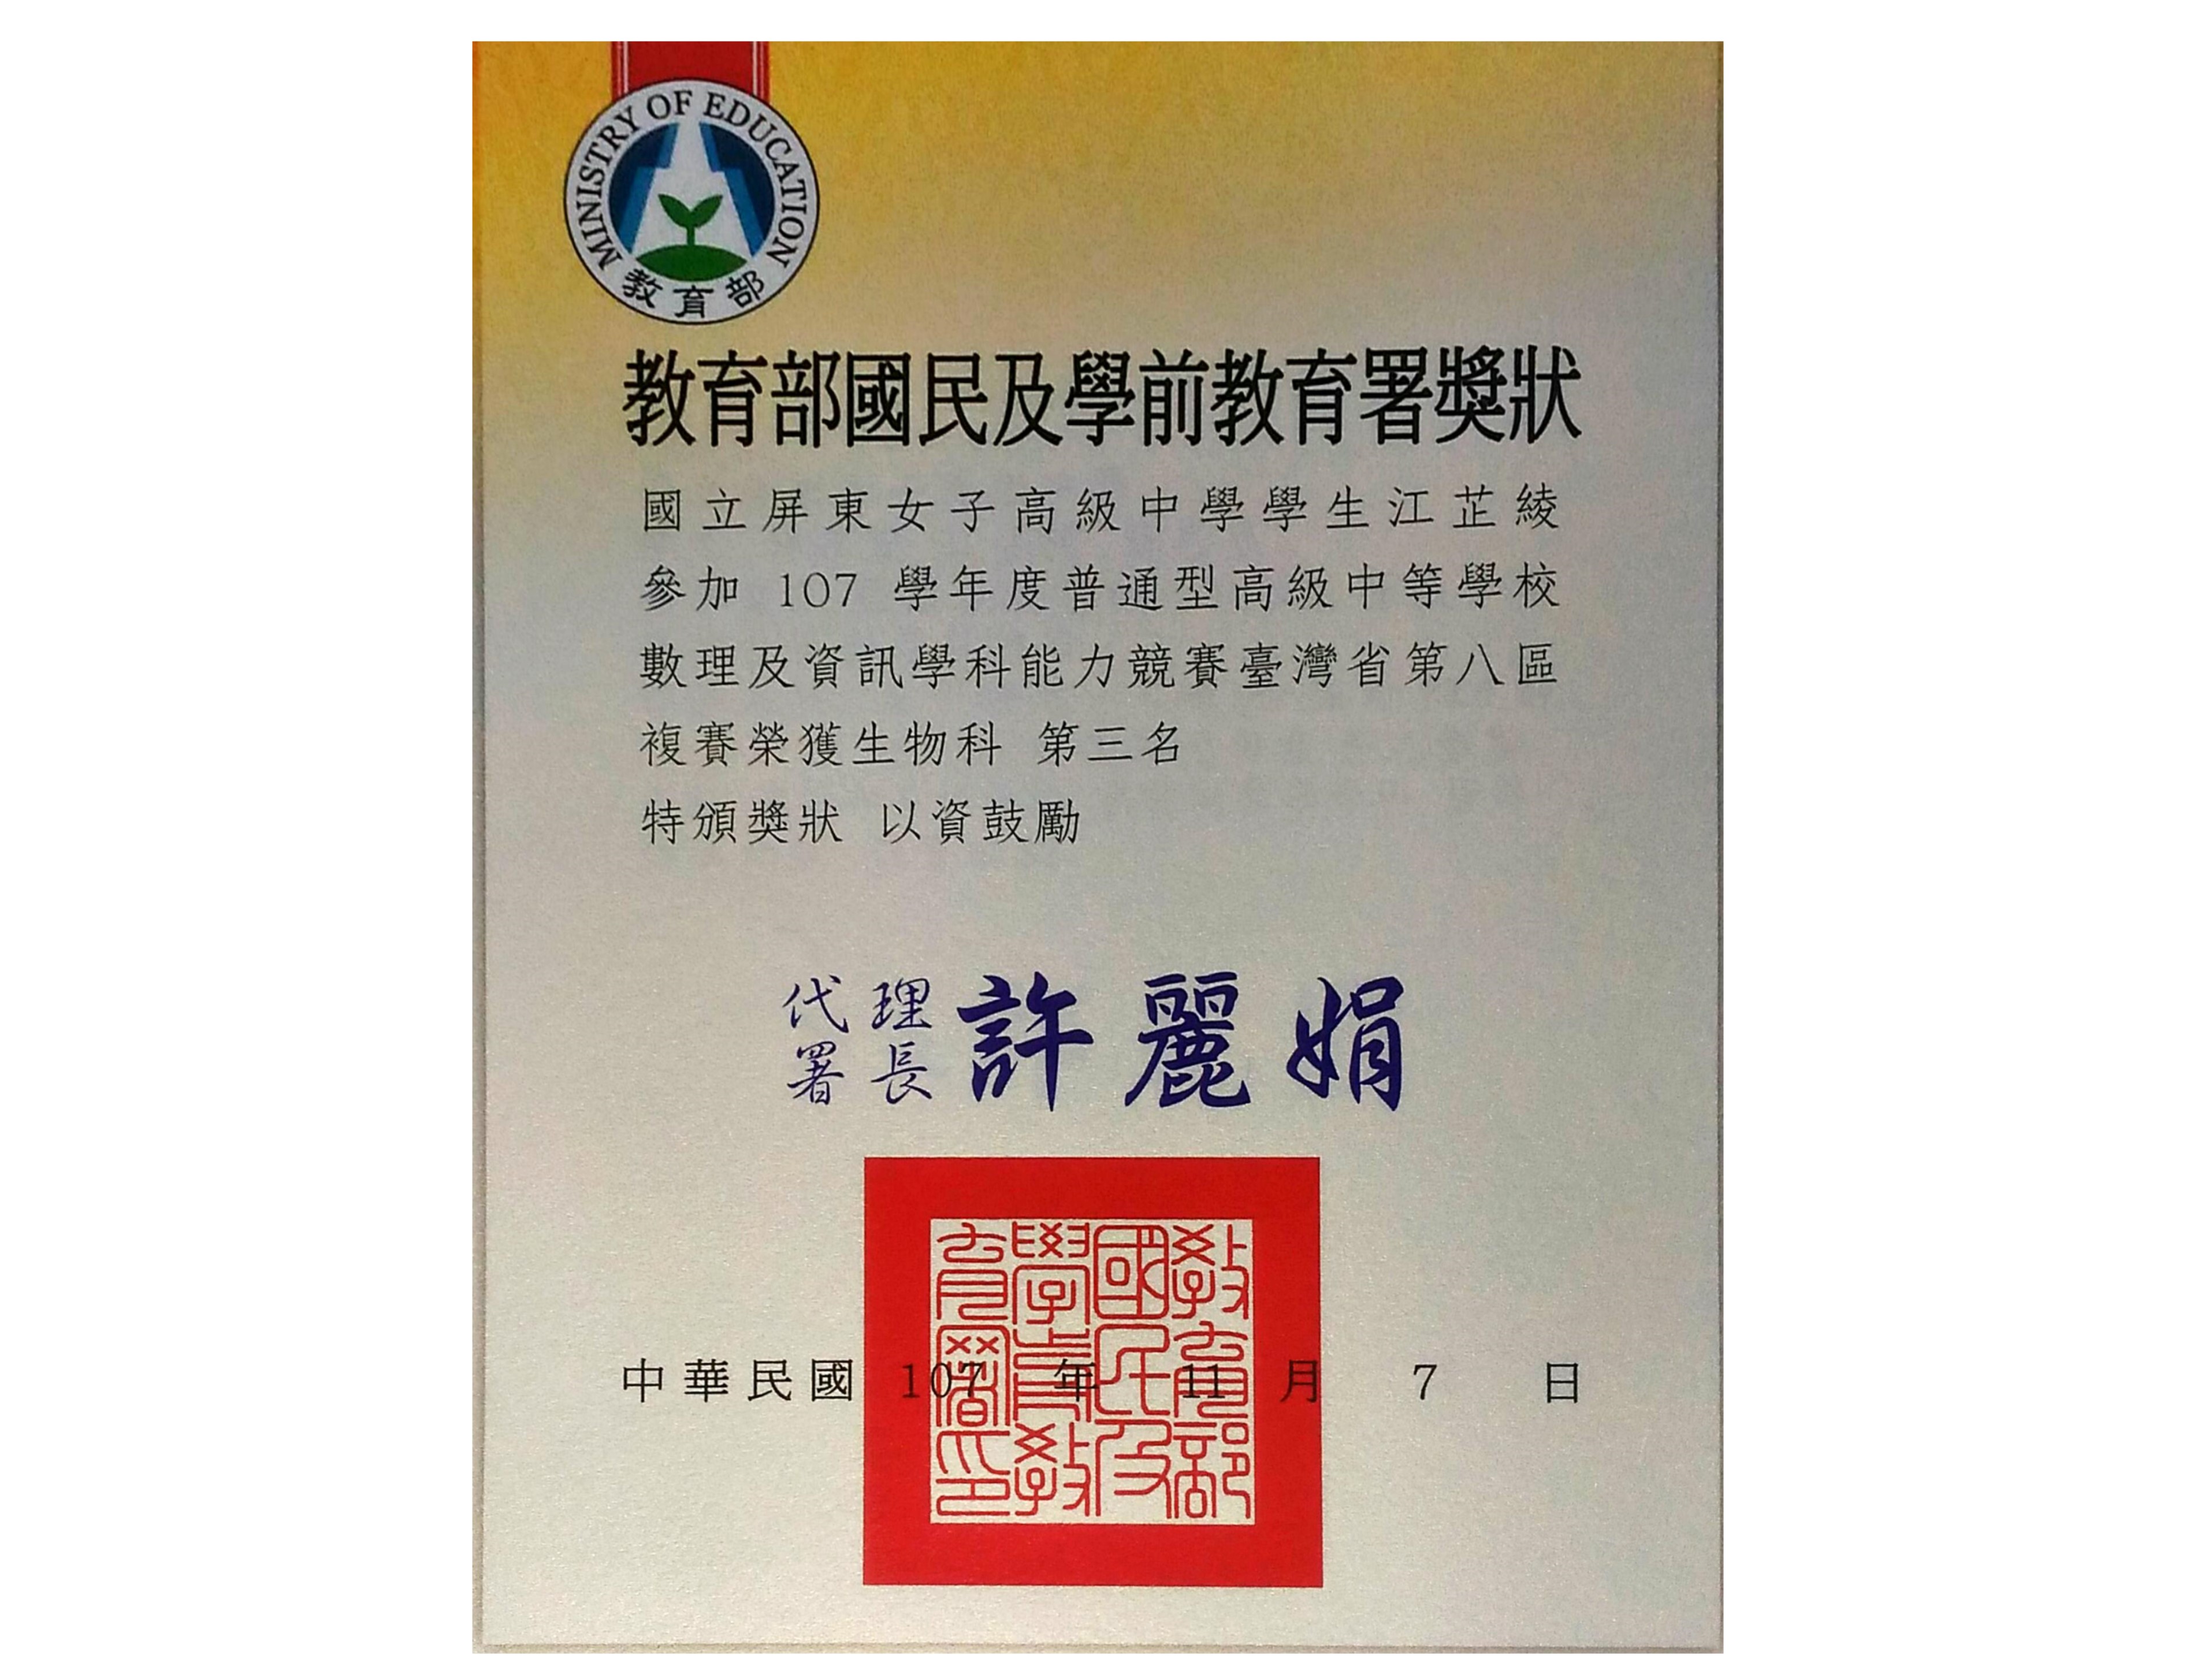 MINISTRY OF EDUCATION
教育部
教育部國民及學前教育署獎狀
國立屏東女子高級中學學生江芷綾
參加 107 學年度普通型高級中等學校
數理及資訊學科能力競賽臺灣省第八區
複賽榮獲生物科 第三名
特頒獎狀 以資鼓勵
代理署長 許麗娟
教育部國民及學前教育署印
中華民國 107 年 11 月 7 日